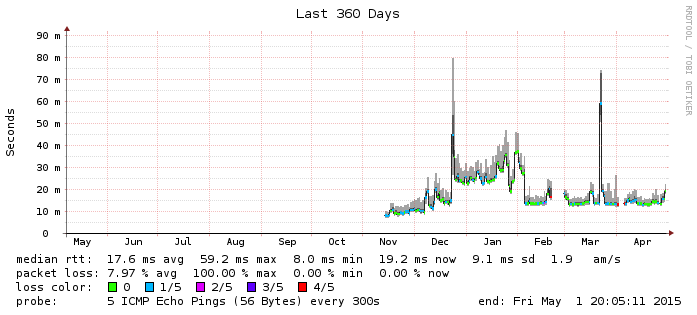 Last 360 Days
RRDTOOL / TOBI OETIKER
Seconds
90 m
80 m
70 m
60 m
50 m
40 m
30 m
20 m
10 m
0
May Jun Jul Aug Sep Oct Nov Dec Jan Feb Mar Apr
median rtt: 17.6 ms avg 59.2 ms max 8.0 ms min 19.2 ms now 9.1 ms sd 1.9 am/s
packet loss: 7.97 % avg 100.00 % max 0.00 % min 0.00 % now
loss color: 0 1/5 2/5 3/5 4/5
probe: 5 ICMP Echo Pings (56 Bytes) every 300s end: Fri May 1 20:05:11 2015